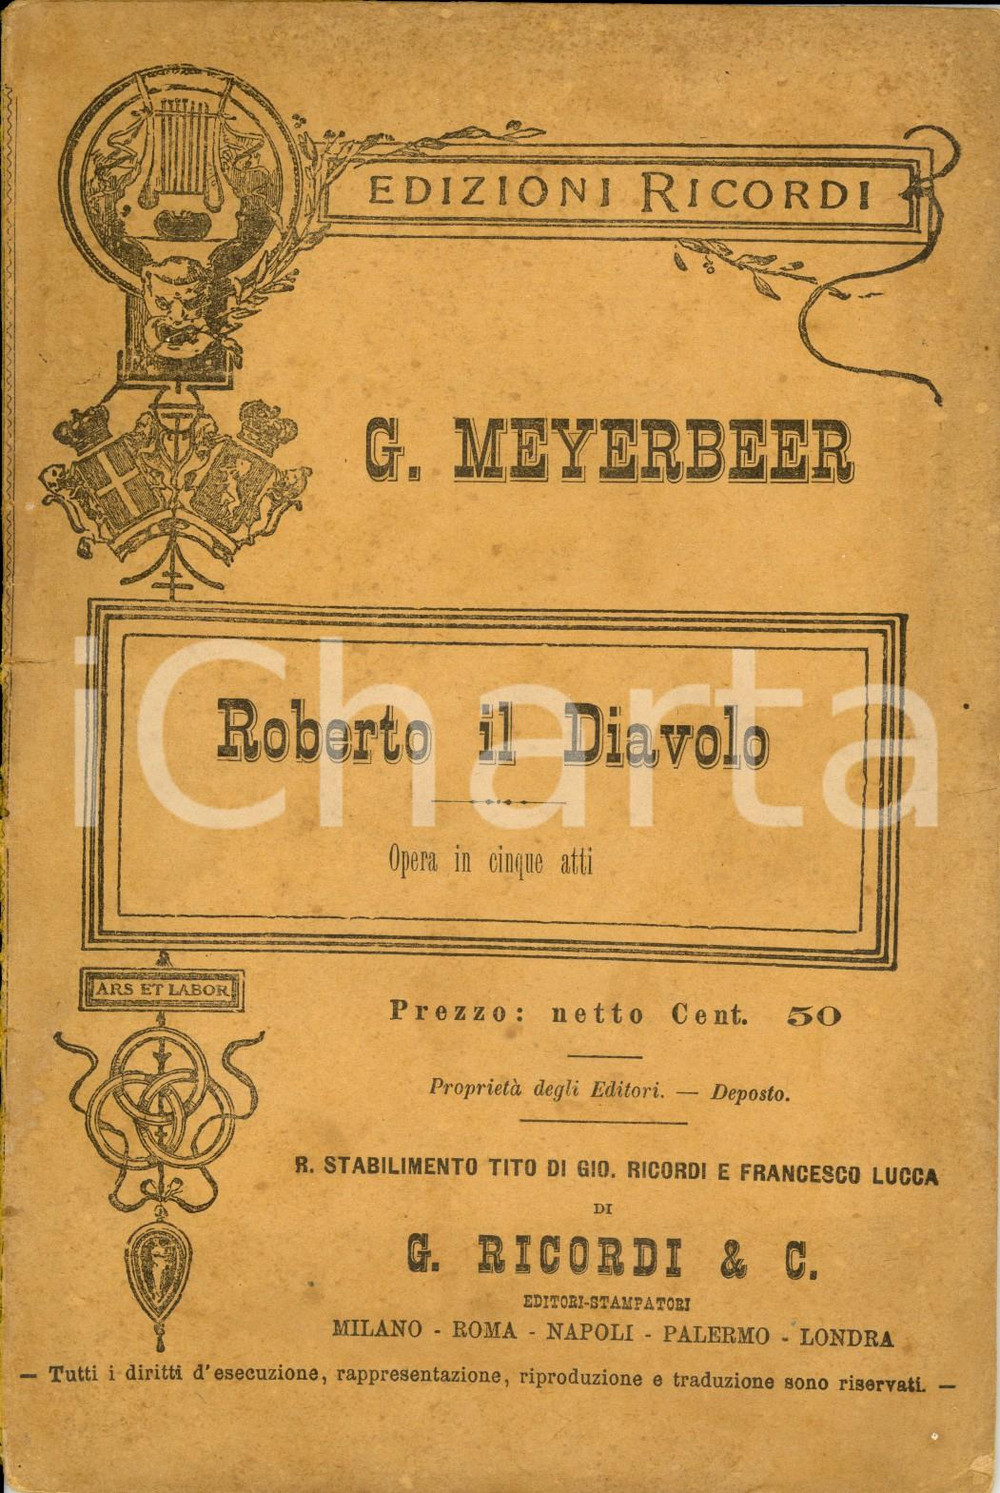 EDIZIONI RICORDI
G. MEYERBEER
Roberto il Diavolo
Opera in cinque atti
iCharta
ARS ET LABOR
Prezzo: netto Cent. 50
Proprietà degli Editori. — Deposto.
R. STABILIMENTO TITO DI GIO. RICORDI E FRANCESCO LUCCA
DI
G. RICORDI & C.
EDITORI-STAMPATORI
MILANO - ROMA - NAPOLI - PALERMO - LONDRA
— Tutti i diritti d'esecuzione, rappresentazione, riproduzione e traduzione sono riservati. —